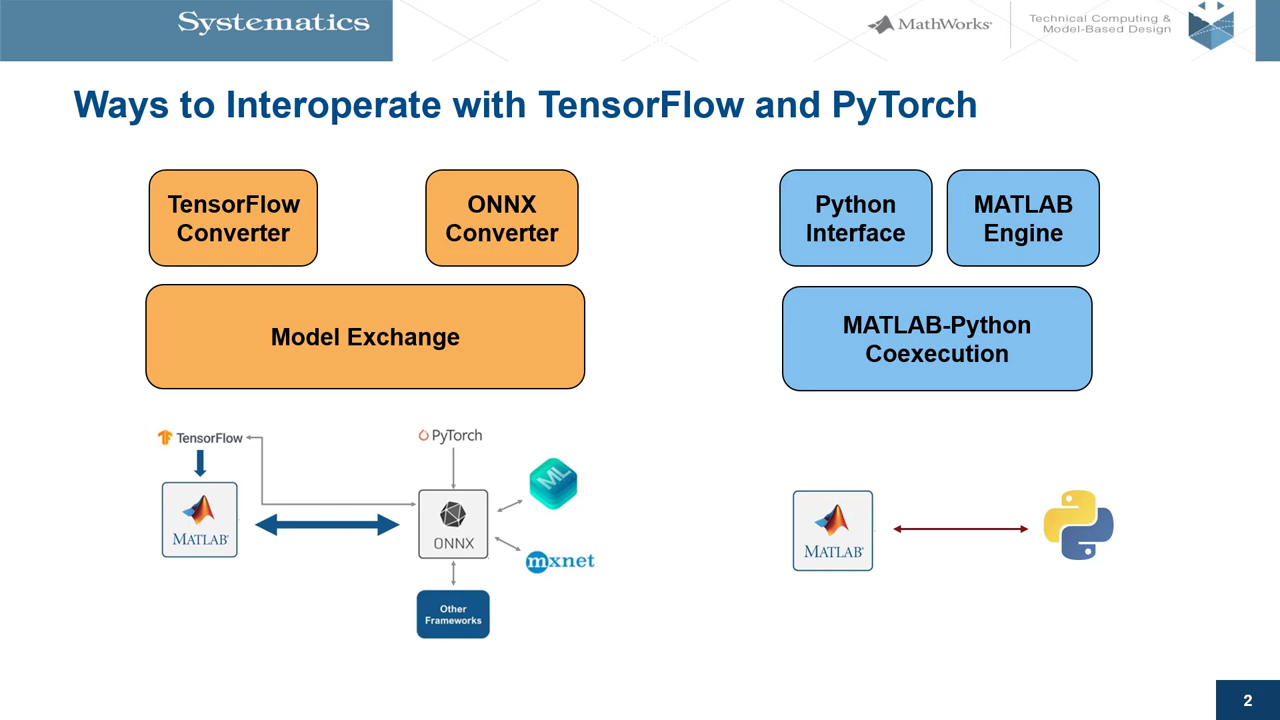 Systematics
MathWorks®
Technical Computing &
Model-Based Design
Ways to Interoperate with TensorFlow and PyTorch
TensorFlow
Converter
ONNX
Converter
Python
Interface
MATLAB
Engine
Model Exchange
MATLAB-Python
Coexecution
TensorFlow
PyTorch
ML
MATLAB®
ONNX
mxnet
Other
Frameworks
MATLAB®
2